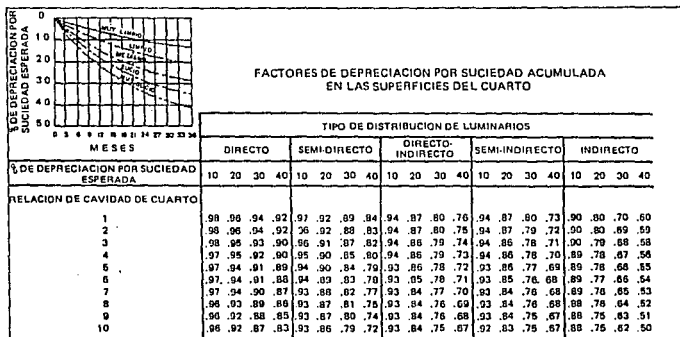 % DE DEPRECIACION POR SUCIEDAD ESPERADA
0
10
20
30
40
50
MUY LIMPIO
LIMPIO
MEDIANO
SUCIO
MESES
FACTORES DE DEPRECIACION POR SUCIEDAD ACUMULADA
EN LAS SUPERFICIES DEL CUARTO
TIPO DE DISTRIBUCION DE LUMINARIOS
DIRECTO SEMI-DIRECTO DIRECTO-INDIRECTO SEMI-INDIRECTO INDIRECTO
% DE DEPRECIACION POR SUCIEDAD ESPERADA 10 20 30 40 10 20 30 40 10 20 30 40 10 20 30 40 10 20 30 40
RELACION DE CAVIDAD DE CUARTO
1 .98 .96 .94 .92 .97 .92 .89 .84 .94 .87 .80 .76 .94 .87 .80 .73 .90 .80 .70 .60
2 .98 .96 .94 .92 .96 .92 .88 .83 .94 .87 .80 .75 .94 .87 .79 .72 .90 .80 .69 .59
3 .98 .95 .93 .90 .96 .91 .87 .82 .94 .86 .79 .74 .94 .86 .78 .71 .90 .79 .68 .58
4 .97 .95 .92 .90 .95 .90 .85 .80 .94 .86 .79 .73 .94 .86 .78 .70 .89 .78 .67 .56
5 .97 .94 .91 .89 .94 .90 .84 .79 .93 .86 .78 .72 .93 .86 .77 .69 .89 .78 .66 .55
6 .97 .94 .91 .88 .94 .89 .83 .78 .93 .85 .78 .71 .93 .85 .76 .68 .89 .77 .66 .54
7 .97 .94 .90 .87 .93 .88 .82 .77 .93 .84 .77 .70 .93 .84 .76 .68 .89 .76 .65 .53
8 .96 .93 .89 .86 .93 .87 .81 .75 .93 .84 .76 .69 .93 .84 .76 .68 .88 .76 .64 .52
9 .96 .92 .88 .85 .93 .87 .80 .74 .93 .84 .76 .68 .93 .84 .75 .67 .88 .75 .63 .51
10 .96 .92 .87 .83 .93 .86 .79 .72 .93 .84 .75 .67 .92 .83 .75 .67 .88 .75 .62 .50